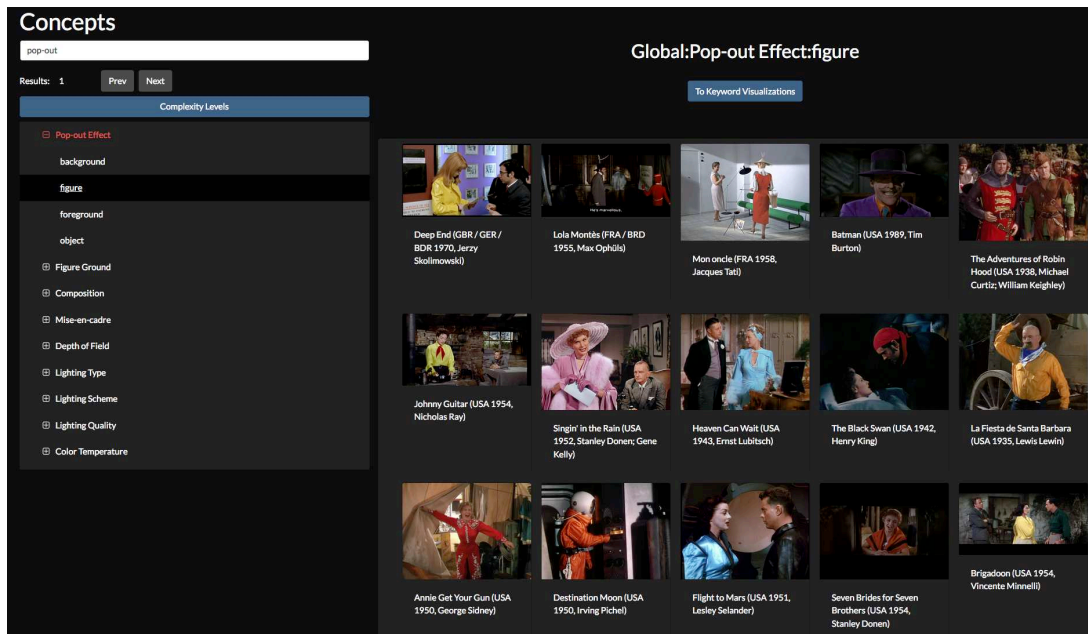 Concepts
pop-out
Results: 1 Prev Next
Complexity Levels
Pop-out Effect
background
figure
foreground
object
Figure Ground
Composition
Mise-en-cadre
Depth of Field
Lighting Type
Lighting Scheme
Lighting Quality
Color Temperature
Global:Pop-out Effect:figure
To Keyword Visualizations
He's marvellous.
Deep End (GBR / GER /
BDR 1970, Jerzy
Skolimowski)
Lola Montès (FRA / BRD
1955, Max Ophüls)
Mon oncle (FRA 1958,
Jacques Tati)
Batman (USA 1989, Tim
Burton)
The Adventures of Robin
Hood (USA 1938, Michael
Curtiz; William Keighley)
Johnny Guitar (USA 1954,
Nicholas Ray)
Singin' in the Rain (USA
1952, Stanley Donen; Gene
Kelly)
Heaven Can Wait (USA
1943, Ernst Lubitsch)
The Black Swan (USA 1942,
Henry King)
La Fiesta de Santa Barbara
(USA 1935, Lewis Lewin)
Annie Get Your Gun (USA
1950, George Sidney)
Destination Moon (USA
1950, Irving Pichel)
Flight to Mars (USA 1951,
Lesley Selander)
Seven Brides for Seven
Brothers (USA 1954,
Stanley Donen)
Brigadoon (USA 1954,
Vincente Minnelli)